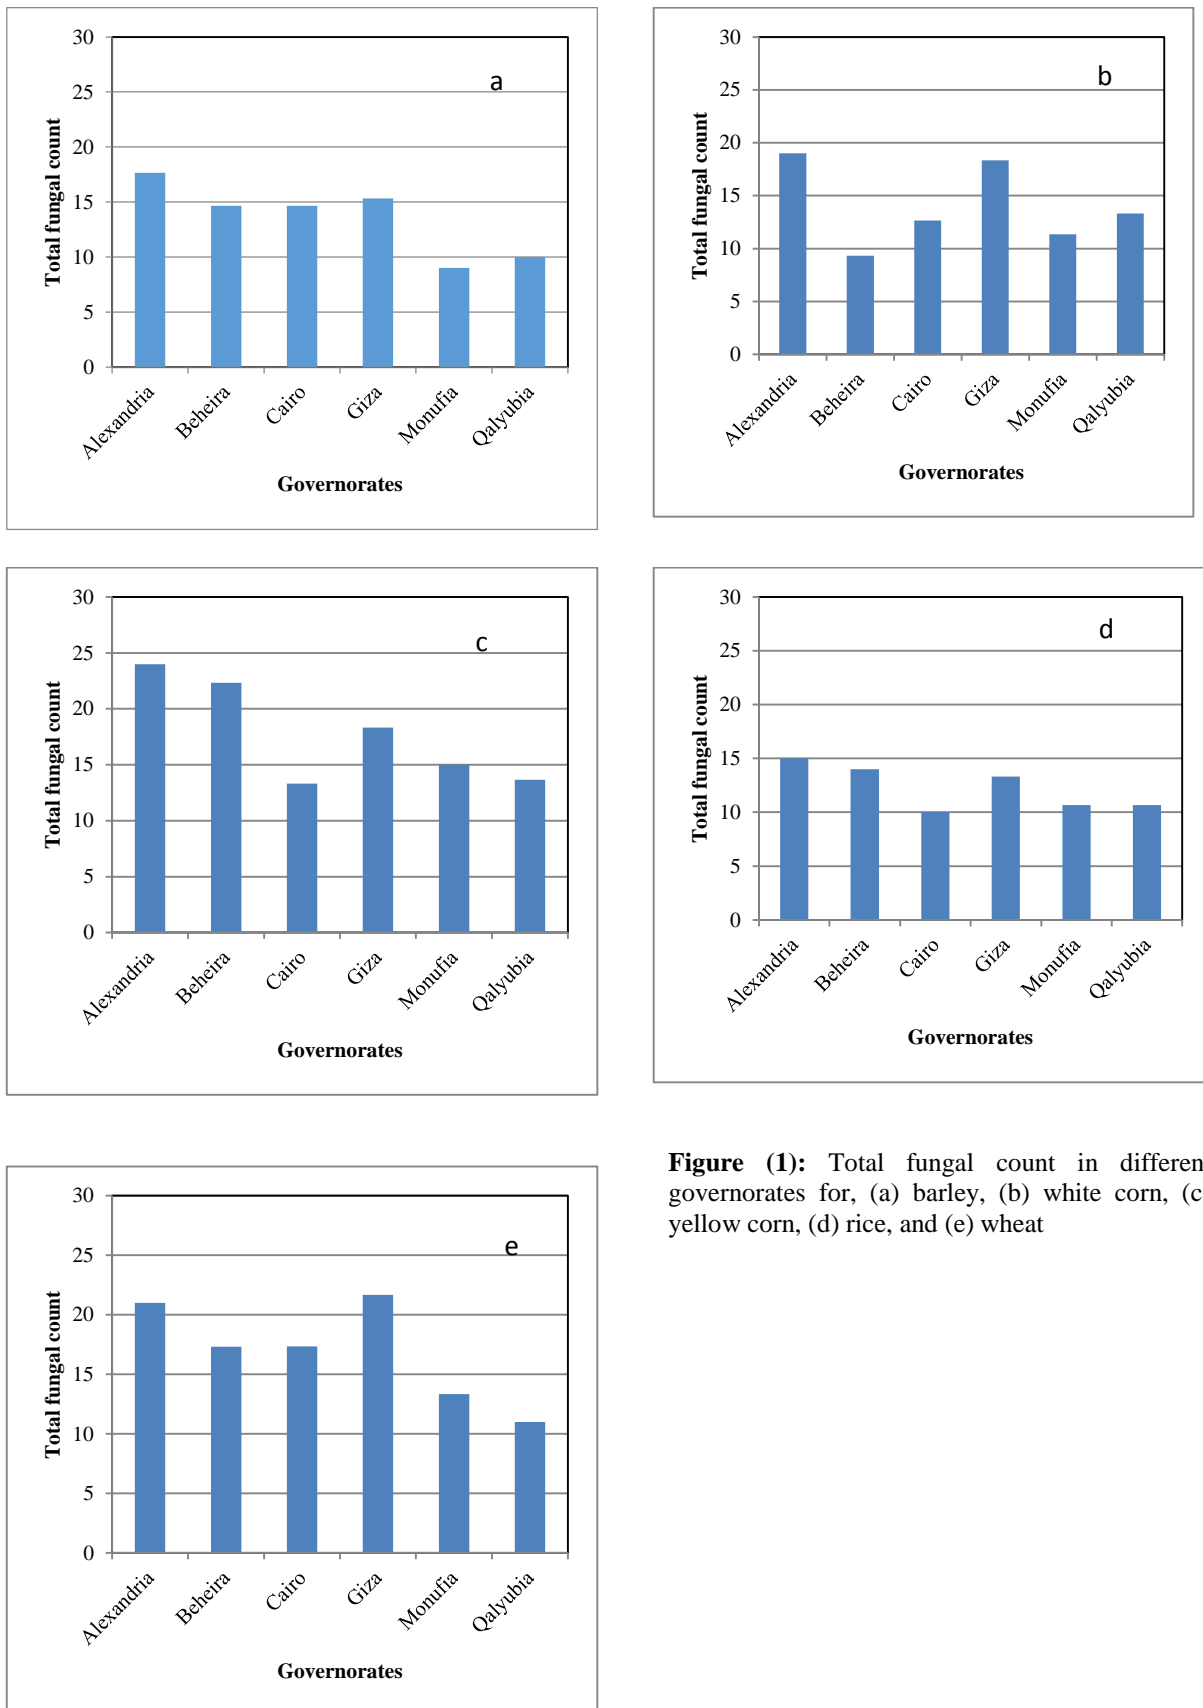 30
25
20
15
10
5
0
Total fungal count
a
Alexandria
Beheira
Cairo
Giza
Monufia
Qalyubia
Governorates
30
25
20
15
10
5
0
Total fungal count
b
Alexandria
Beheira
Cairo
Giza
Monufia
Qalyubia
Governorates
30
25
20
15
10
5
0
Total fungal count
c
Alexandria
Beheira
Cairo
Giza
Monufia
Qalyubia
Governorates
30
25
20
15
10
5
0
Total fungal count
d
Alexandria
Beheira
Cairo
Giza
Monufia
Qalyubia
Governorates
30
25
20
15
10
5
0
Total fungal count
e
Alexandria
Beheira
Cairo
Giza
Monufia
Qalyubia
Governorates
Figure (1): Total fungal count in differen
governorates for, (a) barley, (b) white corn, (c
yellow corn, (d) rice, and (e) wheat